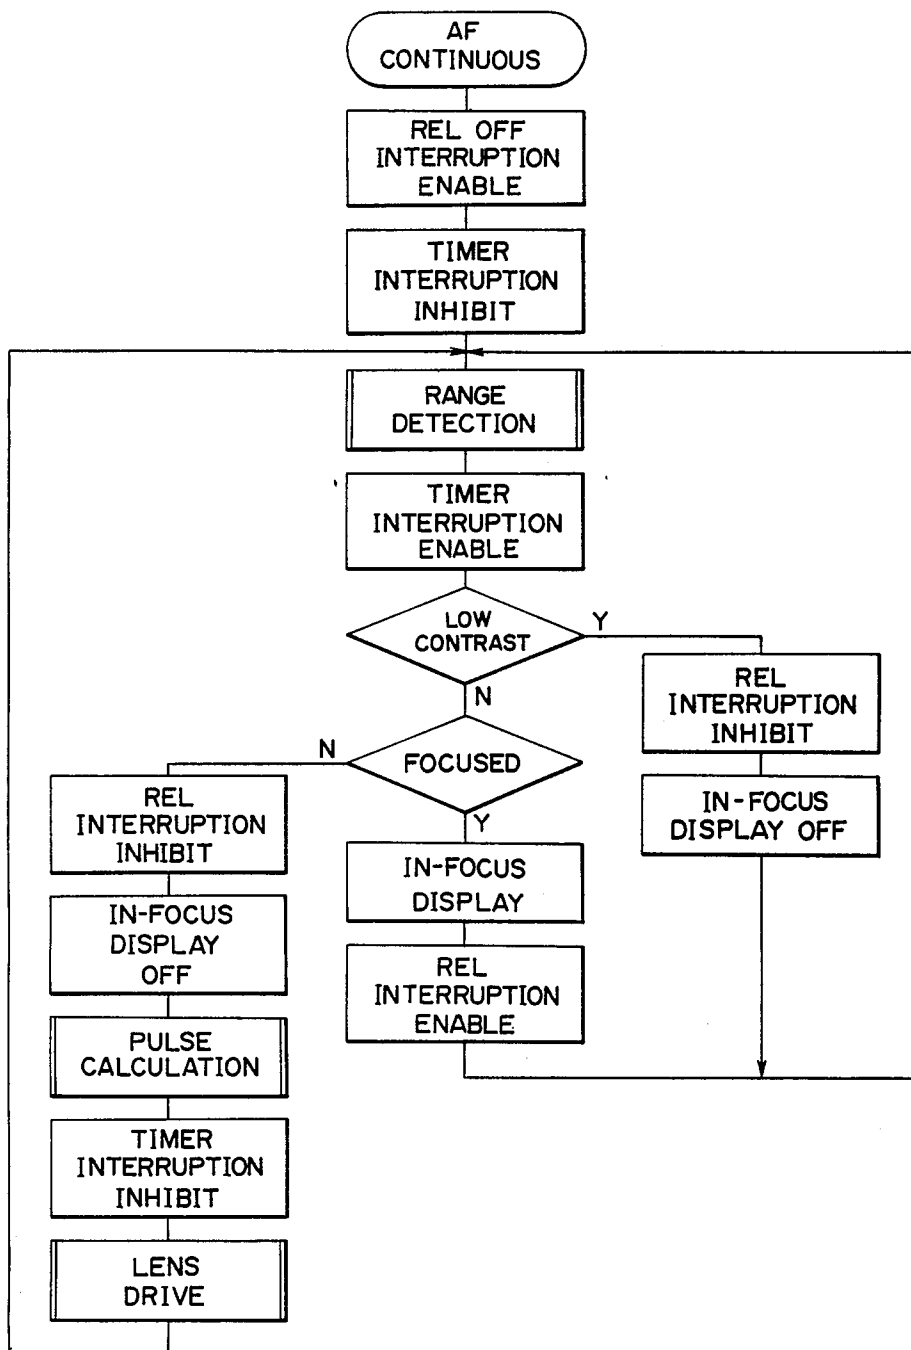 AF
CONTINUOUS
REL OFF
INTERRUPTION
ENABLE
TIMER
INTERRUPTION
INHIBIT
RANGE
DETECTION
TIMER
INTERRUPTION
ENABLE
LOW
CONTRAST
Y
N
REL
INTERRUPTION
INHIBIT
IN-FOCUS
DISPLAY OFF
FOCUSED
N
Y
REL
INTERRUPTION
INHIBIT
IN-FOCUS
DISPLAY
OFF
PULSE
CALCULATION
TIMER
INTERRUPTION
INHIBIT
LENS
DRIVE
IN-FOCUS
DISPLAY
REL
INTERRUPTION
ENABLE